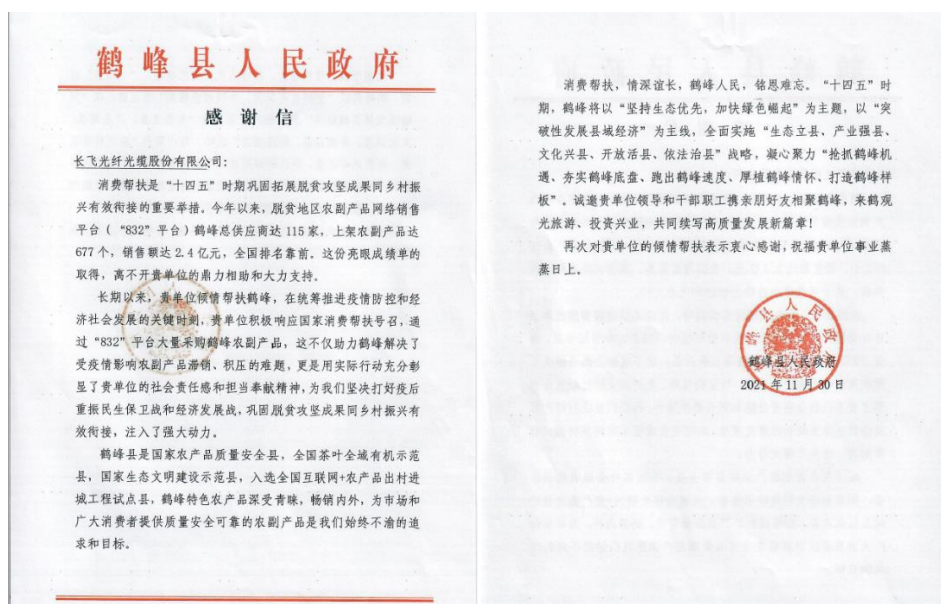 鹤峰县人民政府
感谢信
长飞光纤光缆股份有限公司：
消费帮扶是“十四五”时期巩固拓展脱贫攻坚成果同乡村振
兴有效衔接的重要举措。今年以来，脱贫地区农副产品网络销售
平台（“832”平台）鹤峰总供应商达115家，上架农副产品达
677个，销售额达2.4亿元，全国排名靠前。这份亮眼成绩单的
取得，离不开贵单位的鼎力相助和大力支持。
长期以来，贵单位倾情帮扶鹤峰，在统筹推进疫情防控和经
济社会发展的关键时刻，贵单位积极响应国家消费帮扶号召，通
过“832”平台大量采购鹤峰农副产品，这不仅助力鹤峰解决了
受疫情影响农副产品滞销、积压的难题，更是用实际行动充分彰
显了贵单位的社会责任感和担当奉献精神，为我们坚决打好疫后
重振民生保卫战和经济发展战，巩固脱贫攻坚成果同乡村振兴有
效衔接，注入了强大动力。
鹤峰县是国家农产品质量安全县，全国茶叶全域有机示范
县，国家生态文明建设示范县，入选全国互联网+农产品出村进
城工程试点县，鹤峰特色农产品深受青睐，畅销内外，为市场和
广大消费者提供质量安全可靠的农副产品是我们始终不渝的追
求和目标。
消费帮扶，情深谊长，鹤峰人民，铭恩难忘。“十四五”时
期，鹤峰将以“坚持生态优先，加快绿色崛起”为主题，以“突
破性发展县域经济”为主线，全面实施“生态立县、产业强县、
文化兴县、开放活县、依法治县”战略，凝心聚力“抢抓鹤峰机
遇、夯实鹤峰底盘、跑出鹤峰速度、厚植鹤峰情怀、打造鹤峰样
板”。诚邀贵单位领导和干部职工携亲朋好友相聚鹤峰，来鹤观
光旅游、投资兴业，共同续写高质量发展新篇章！
再次对贵单位的倾情帮扶表示衷心感谢，祝福贵单位事业蒸
蒸日上。
鹤峰县人民政府
2021年11月30日